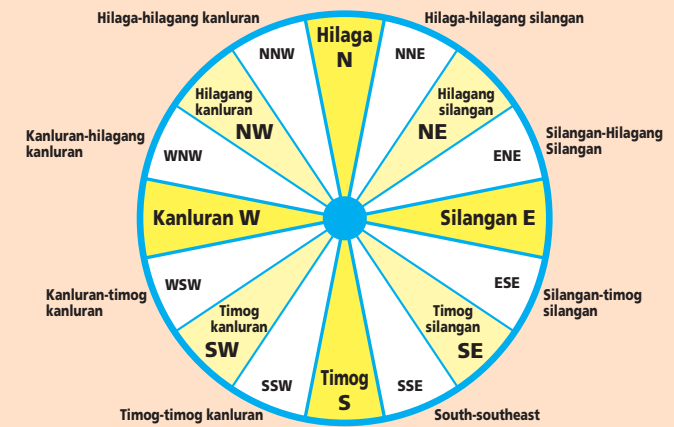 Hilaga-hilagang kanluran
Hilaga-hilagang silangan
Hilaga
N
NNW
NNE
Hilagang
kanluran
NW
Hilagang
silangan
NE
Kanluran-hilagang
kanluran
WNW
ENE
Silangan-Hilagang
Silangan
Kanluran W
Silangan E
Kanluran-timog
kanluran
WSW
ESE
Silangan-timog
silangan
Timog
kanluran
SW
Timog
silangan
SE
SSW
Timog
S
SSE
Timog-timog kanluran
South-southeast